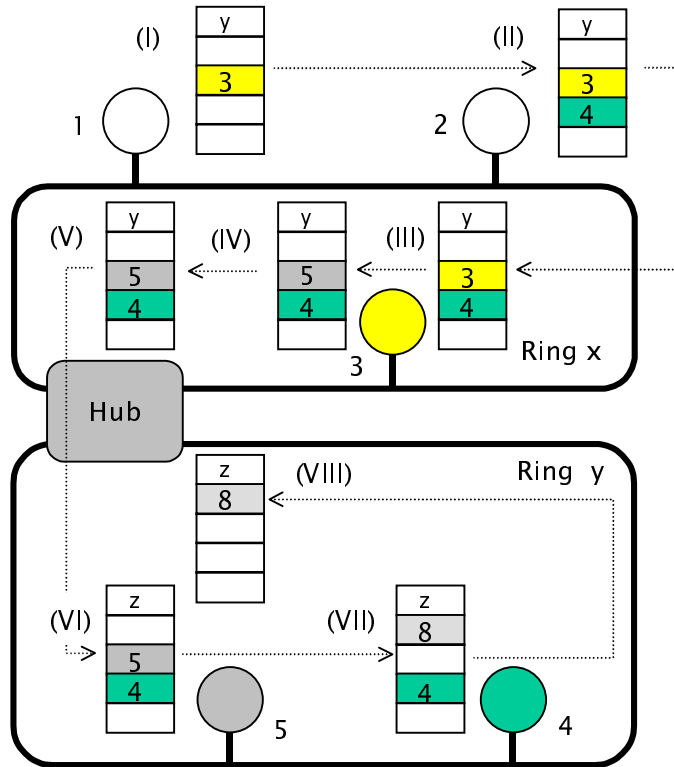 (I)
y
3
(II)
y
3
4
1
2
(V)
y
5
4
(IV)
y
5
4
(III)
y
3
4
3
Ring x
Hub
Ring y
z
8
(VIII)
(VI)
z
5
4
5
(VII)
z
8
4
4